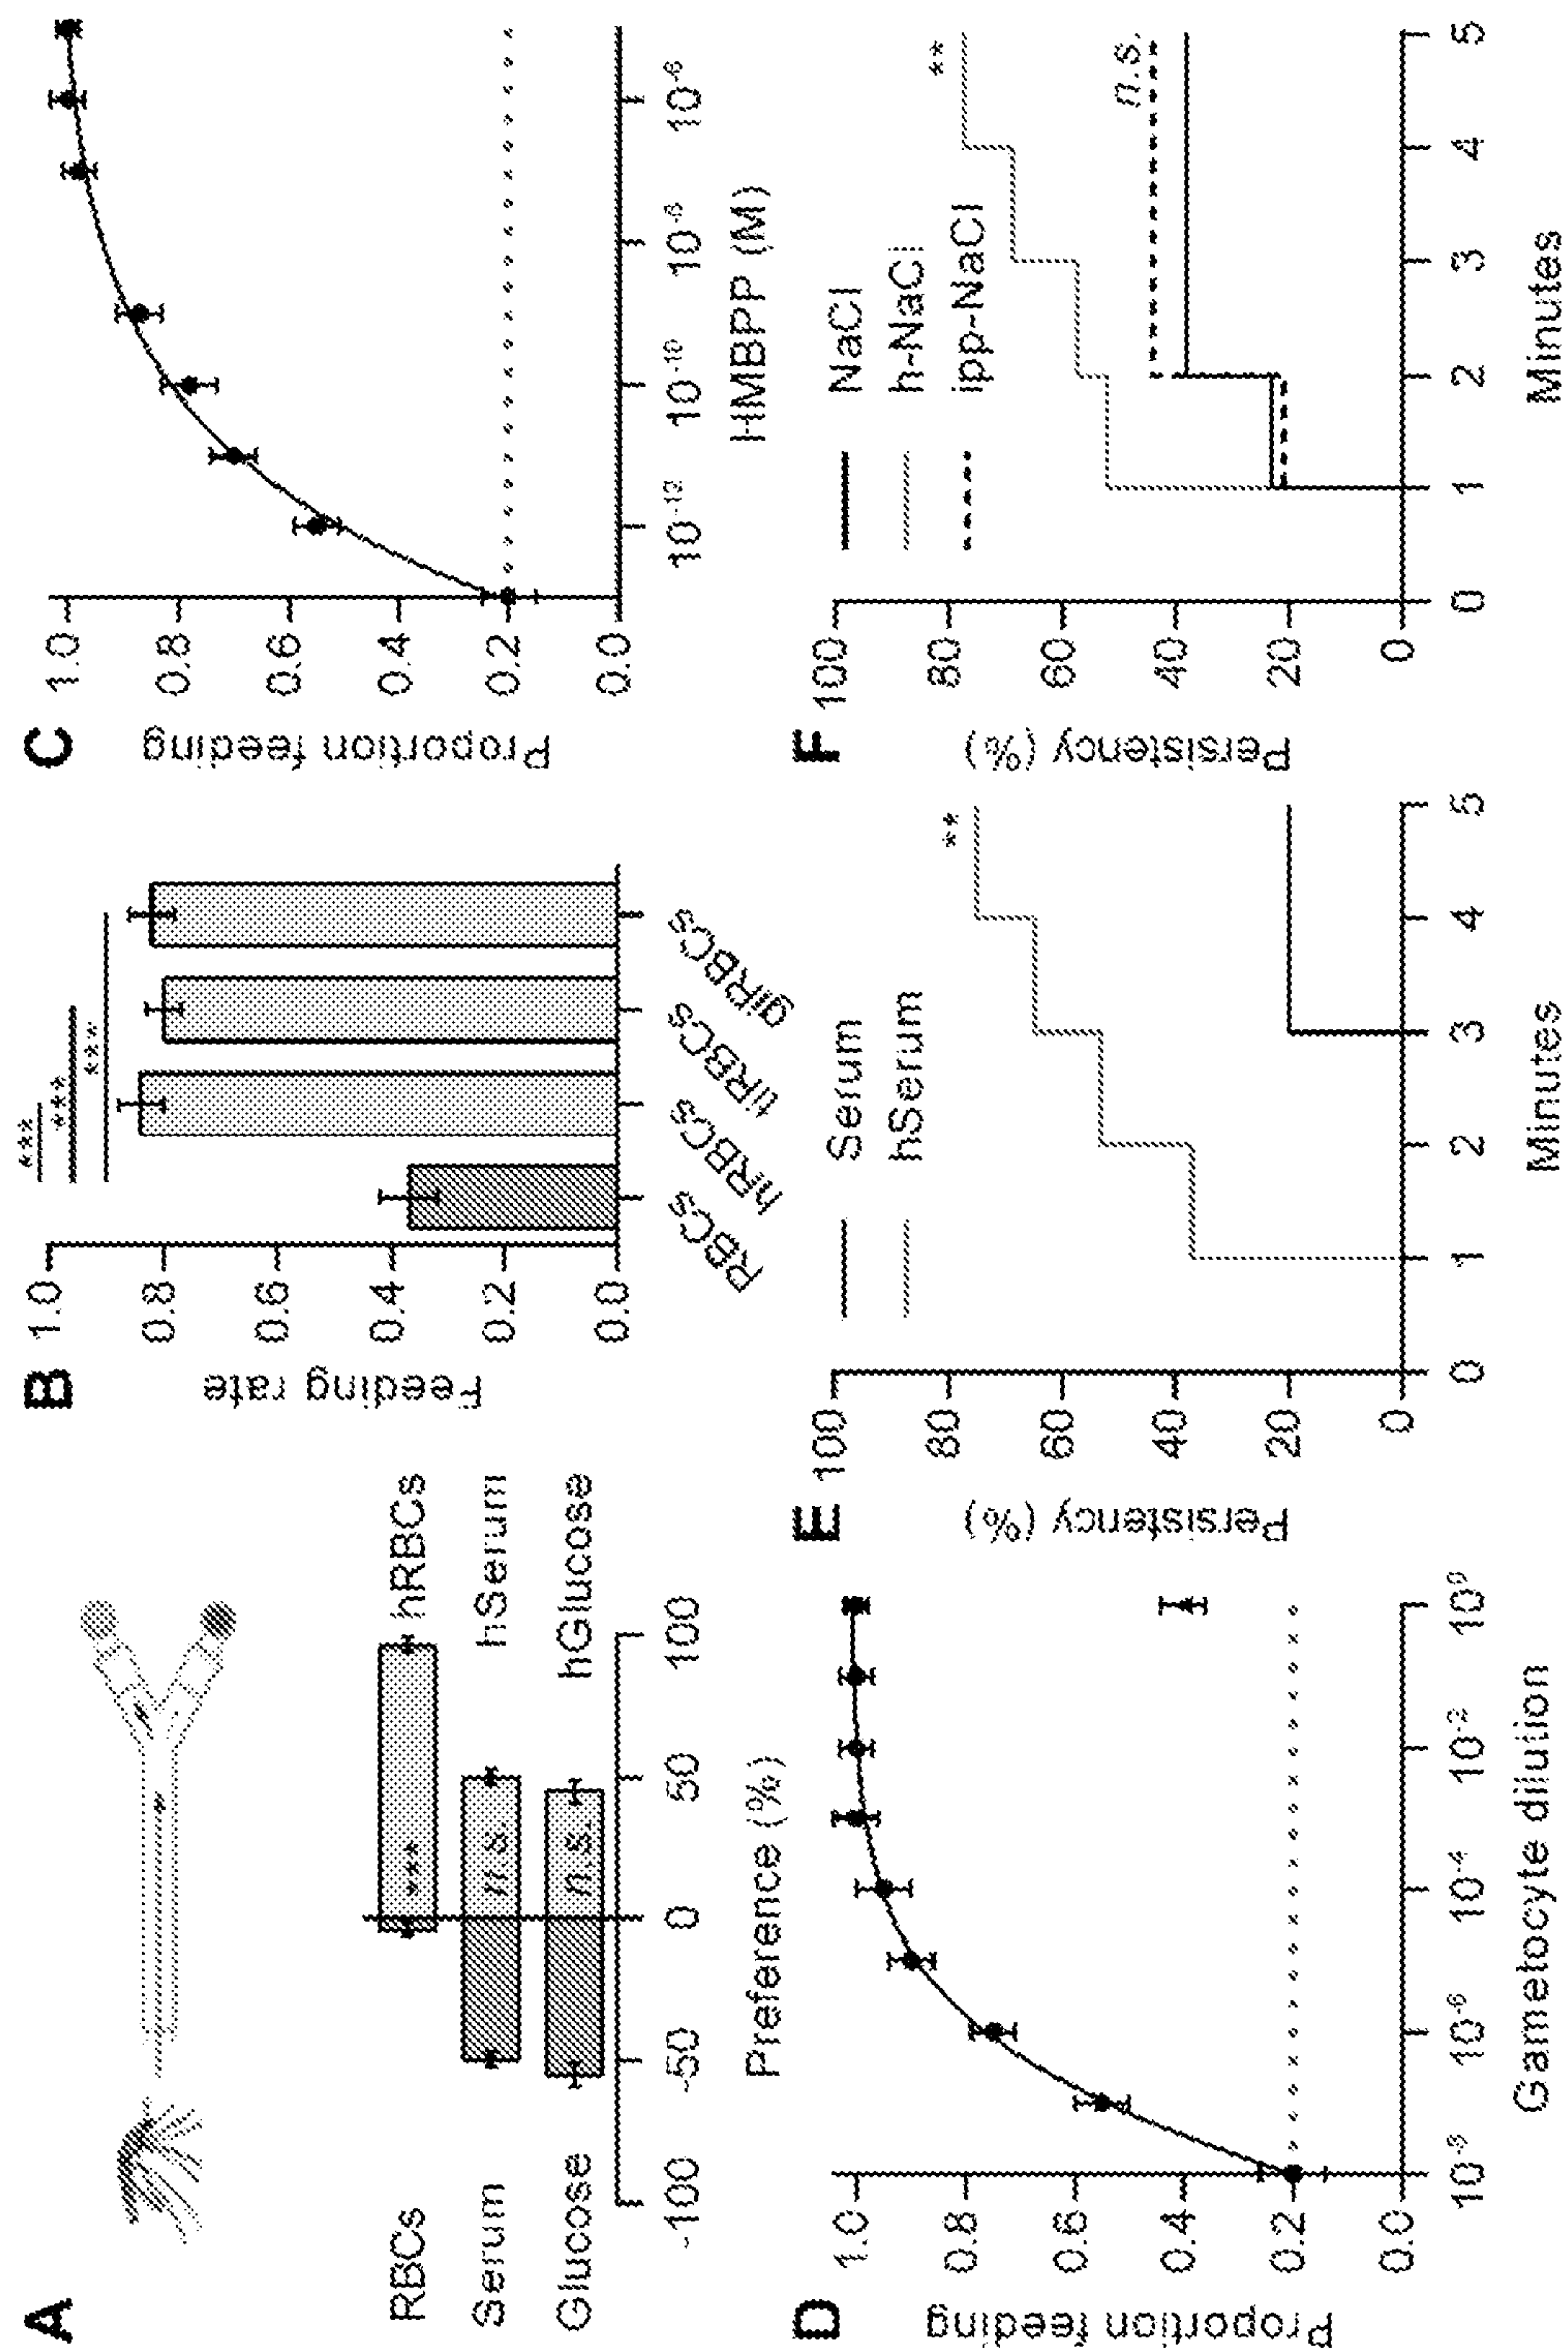 A
RBCs
hRBCs
***
Serum
hSerum
n.s.
Glucose
hGlucose
n.s.
-100
-50
0
50
100
Preference (%)
B
Feeding rate
1.0
0.8
0.6
0.4
0.2
0.0
***
***
***
RBCs
hRBCs
tiRBCs
giRBCs
C
Proportion feeding
1.0
0.8
0.6
0.4
0.2
0.0
10⁻¹²
10⁻¹⁰
10⁻⁸
10⁻⁶
HMBPP (M)
D
Proportion feeding
1.0
0.8
0.6
0.4
0.2
0.0
10⁻⁸
10⁻⁶
10⁻⁴
10⁻²
10⁰
Gametocyte dilution
E
Persistency (%)
100
80
60
40
20
0
Serum
hSerum
**
0
1
2
3
4
5
Minutes
F
Persistency (%)
100
80
60
40
20
0
NaCl
h-NaCl
ipp-NaCl
**
n.s.
0
1
2
3
4
5
Minutes